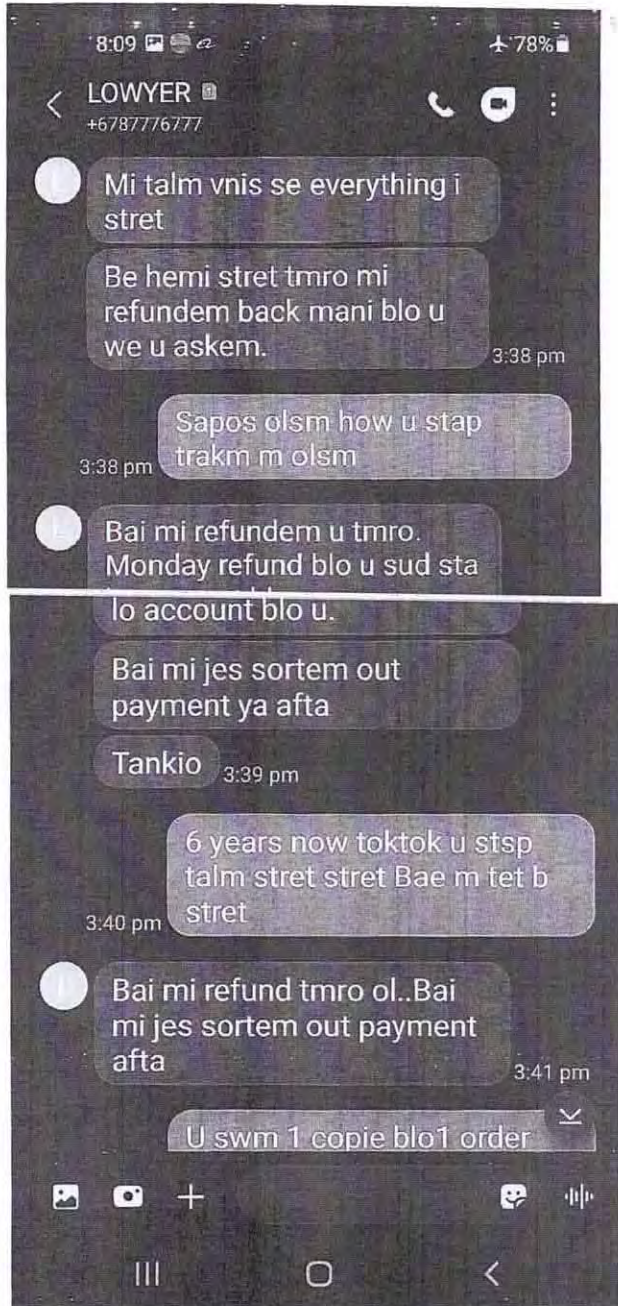 8:09
78%
LOWYER
+6787776777
Mi talm vnis se everything i
stret
Be hemi stret tmro mi
refundem back mani blo u
we u askem.
3:38 pm
Sapos olsm how u stap
trakm m olsm
3:38 pm
Bai mi refundem u tmro.
Monday refund blo u sud sta
lo account blo u.
Bai mi jes sortem out
payment ya afta
Tankio
3:39 pm
6 years now toktok u stsp
talm stret stret Bae m tet b
stret
3:40 pm
Bai mi refund tmro ol..Bai
mi jes sortem out payment
afta
3:41 pm
U swm 1 copie blo1 order